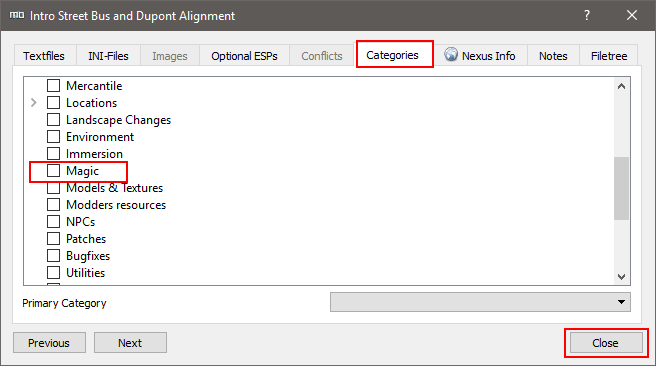 Intro Street Bus and Dupont Alignment
Textfiles INI-Files Images Optional ESPs Conflicts Categories Nexus Info Notes Filetree
Mercantile
Locations
Landscape Changes
Environment
Immersion
Magic
Models & Textures
Modders resources
NPCs
Patches
Bugfixes
Utilities
Primary Category
Previous Next Close